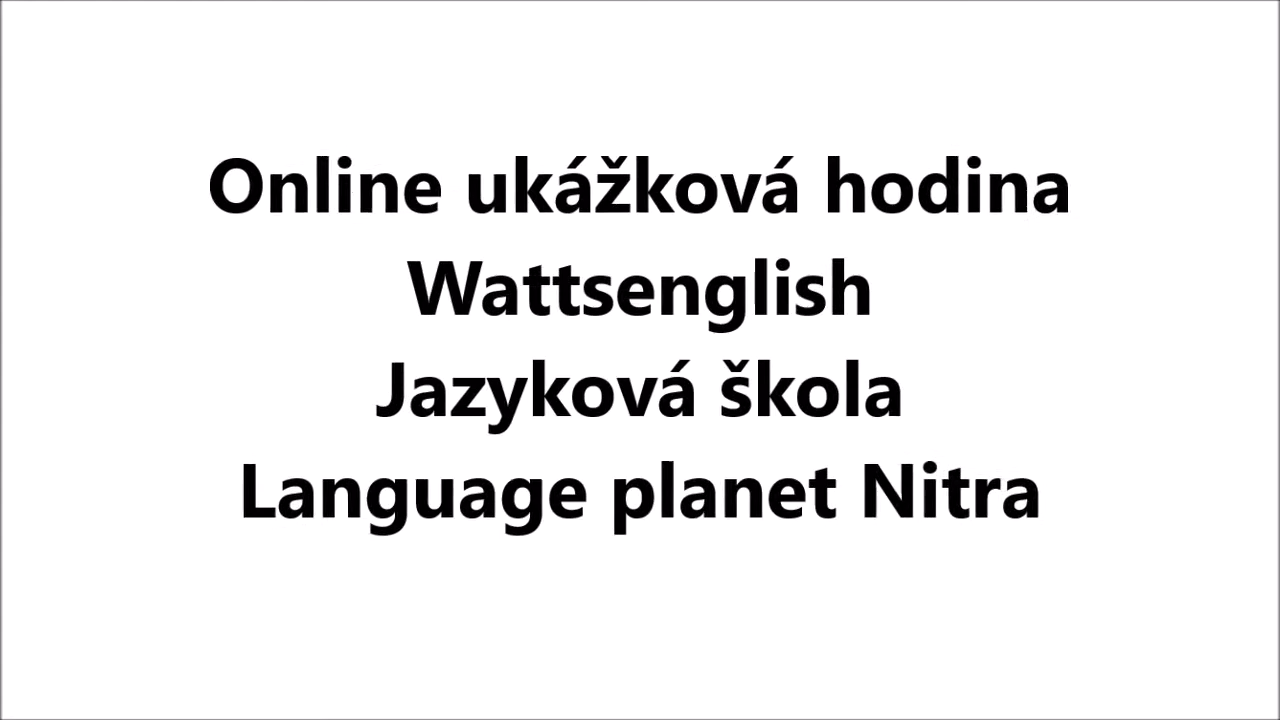 Online ukážková hodina
Wattsenglish
Jazyková škola
Language planet Nitra